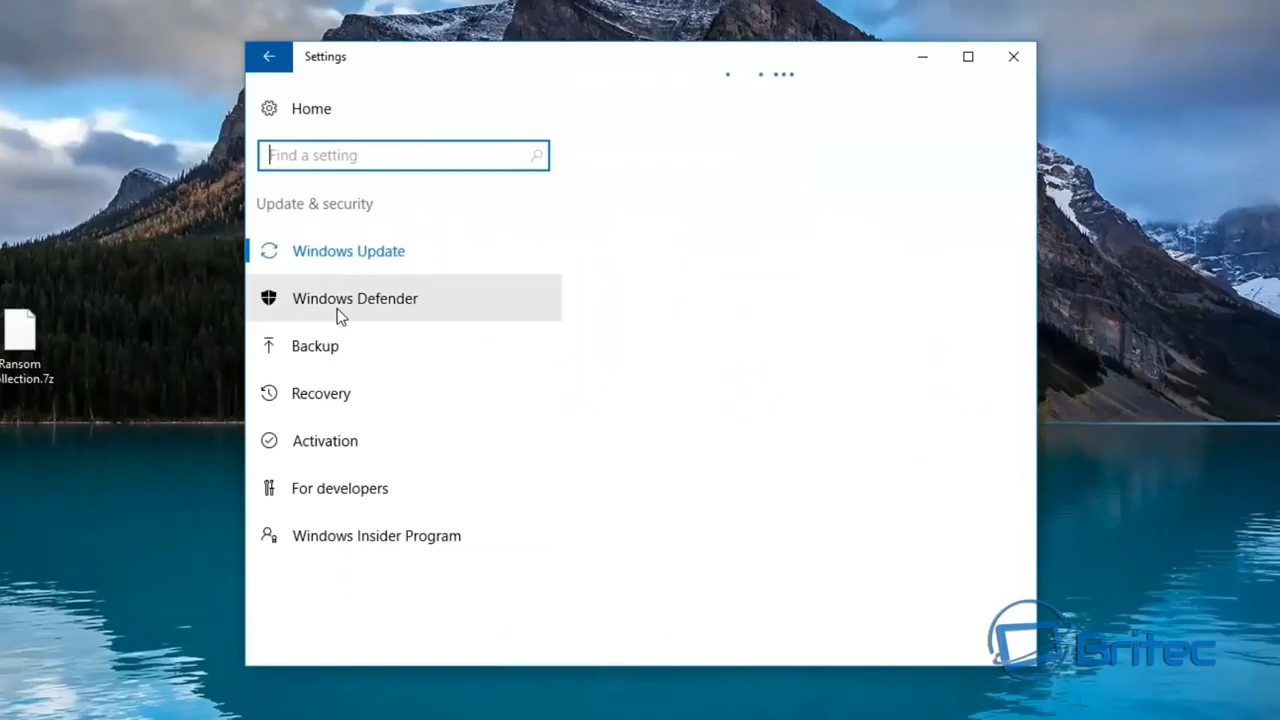 Settings
Home
Find a setting
Update & security
Windows Update
Windows Defender
Backup
Recovery
Activation
For developers
Windows Insider Program
Ransom
llection.7z
Britec